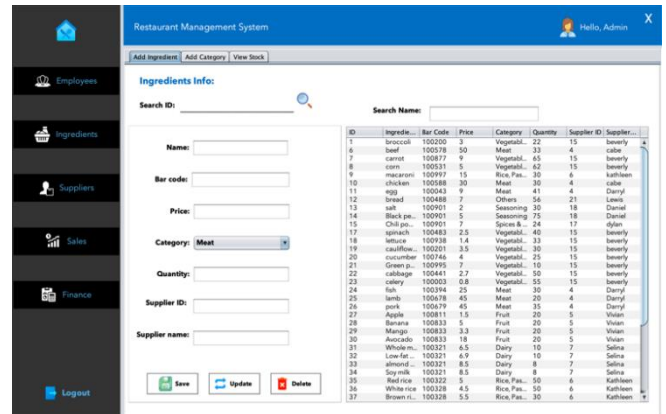 Restaurant Management System
Hello, Admin
X
Add Ingredient Add Category View Stock
Employees
Ingredients
Suppliers
Sales
Finance
Logout
Ingredients Info:
Search ID:
Search Name:
Name:
Bar code:
Price:
Category: Meat
Quantity:
Supplier ID:
Supplier name:
Save Update Delete
ID Ingredie... Bar Code Price Category Quantity Supplier ID Supplier...
1 broccoli 100200 3 Vegetabl... 22 15 beverly
6 beef 100578 50 Meat 33 4 cabe
7 carrot 100877 9 Vegetabl... 65 15 beverly
8 corn 100531 5 Vegetabl... 62 15 beverly
9 macaroni 100997 15 Rice, Pas... 30 6 kathleen
10 chicken 100588 30 Meat 30 4 cabe
11 egg 100043 9 Meat 41 4 Darryl
12 bread 100488 7 Others 56 21 Lewis
13 salt 100901 2 Seasoning 30 18 Daniel
14 Black pe... 100901 5 Seasoning 75 18 Daniel
15 Chili po... 100901 7 Spices & ... 24 17 dylan
17 spinach 100483 2.5 Vegetabl... 40 15 beverly
18 lettuce 100938 1.4 Vegetabl... 33 15 beverly
19 cauliflow... 100201 3.5 Vegetabl... 30 15 beverly
20 cucumber 100746 4 Vegetabl... 25 15 beverly
21 Green p... 100995 7 Vegetabl... 10 15 beverly
22 cabbage 100441 2.7 Vegetabl... 50 15 beverly
23 celery 100003 0.8 Vegetabl... 55 15 beverly
24 fish 100394 25 Meat 30 4 Darryl
25 lamb 100678 45 Meat 20 4 Darryl
26 pork 100679 45 Meat 35 4 Darryl
27 Apple 100811 1.5 Fruit 20 5 Vivian
28 Banana 100833 5 Fruit 20 5 Vivian
29 Mango 100833 3.3 Fruit 20 5 Vivian
30 Avocado 100833 18 Fruit 20 5 Vivian
31 Whole m... 100321 6.5 Dairy 10 7 Selina
32 Low-fat ... 100321 6.9 Dairy 10 7 Selina
33 almond ... 100321 8.5 Dairy 8 7 Selina
34 Soy milk 100321 8.5 Dairy 8 7 Selina
35 Red rice 100322 5 Rice, Pas... 50 6 Kathleen
36 White rice 100328 4.5 Rice, Pas... 50 6 Kathleen
37 Brown ri... 100328 5.5 Rice, Pas... 30 6 Kathleen